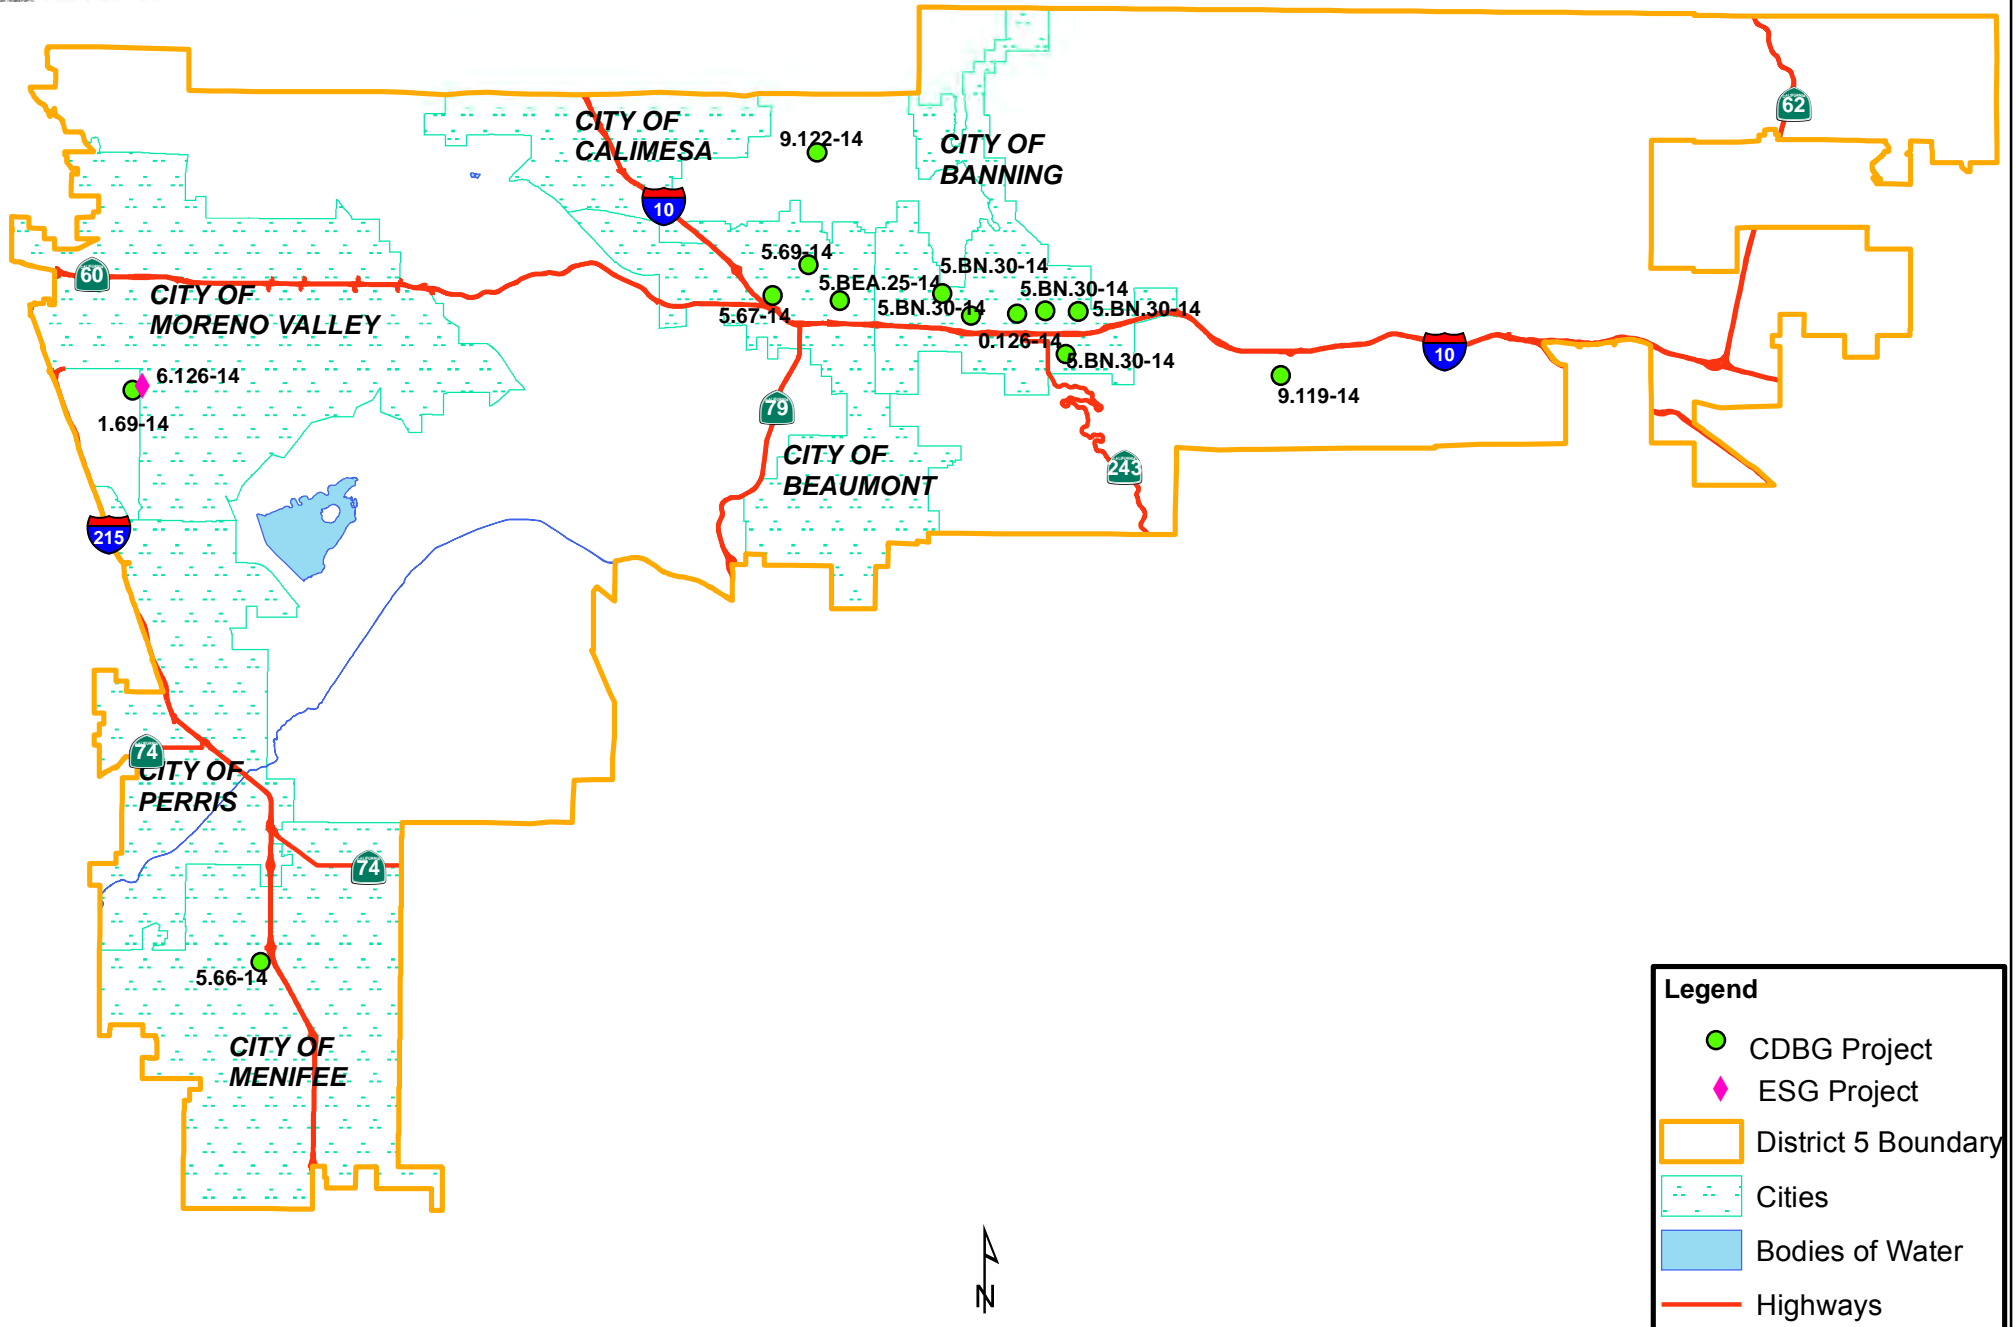 62
CITY OF
CALIMESA
9.122-14
CITY OF
BANNING
10
5.69-14
5.BN.30-14
60
5.BEA.25-14
5.BN.30-14
CITY OF
MORENO VALLEY
5.67-14
5.BN.30-14
5.BN.30-14
0.126-14
10
5.BN.30-14
6.126-14
9.119-14
1.69-14
79
CITY OF
BEAUMONT
243
215
74
CITY OF
PERRIS
74
5.66-14
CITY OF
MENIFEE
Legend
CDBG Project
ESG Project
District 5 Boundary
Cities
Bodies of Water
Highways
N